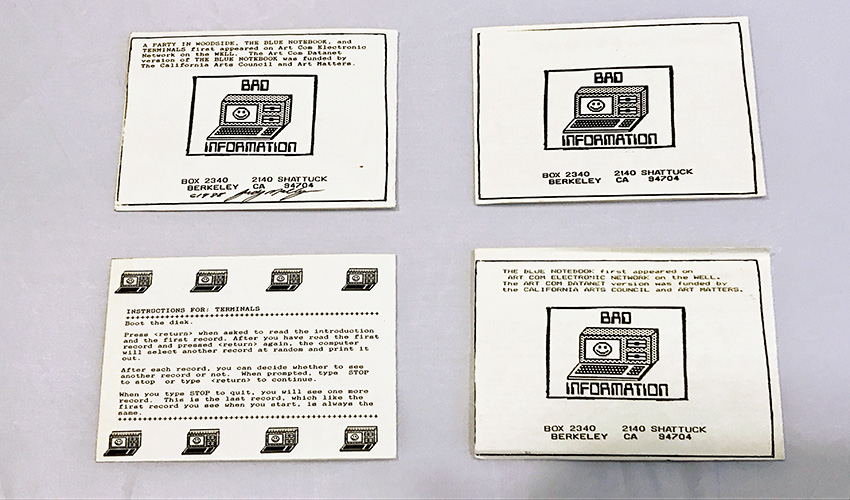 A PARTY IN WOODSIDE, THE BLUE NOTEBOOK, and
TERMINALS first appeared on Art Com Electronic
Network on the WELL. The Art Com Datanet
version of THE BLUE NOTEBOOK was funded by
The California Arts Council and Art Matters.
BAD
INFORMATION
BOX 2340 2140 SHATTUCK
BERKELEY CA 94704
BAD
INFORMATION
BOX 2340 2140 SHATTUCK
BERKELEY CA 94704
INSTRUCTIONS FOR: TERMINALS
++++++++++++++++++++++++++++++++++++++++++++++++
Boot the disk.
Press <return> when asked to read the introduction
and the first record. After you have read the first
record and pressed <return> again, the computer
will select another record at random and print it
out.
After each record, you can decide whether to see
another record or not. When prompted, type STOP
to stop or type <return> to continue.
When you type STOP to quit, you will see one more
record. This is the last record, which like the
first record you see when you start, is always the
same.
++++++++++++++++++++++++++++++++++++++++++++++++
THE BLUE NOTEBOOK first appeared on
ART COM ELECTRONIC NETWORK on the WELL.
The ART COM DATANET version was funded by
the CALIFORNIA ARTS COUNCIL and ART MATTERS.
BAD
INFORMATION
BOX 2340 2140 SHATTUCK
BERKELEY CA 94704